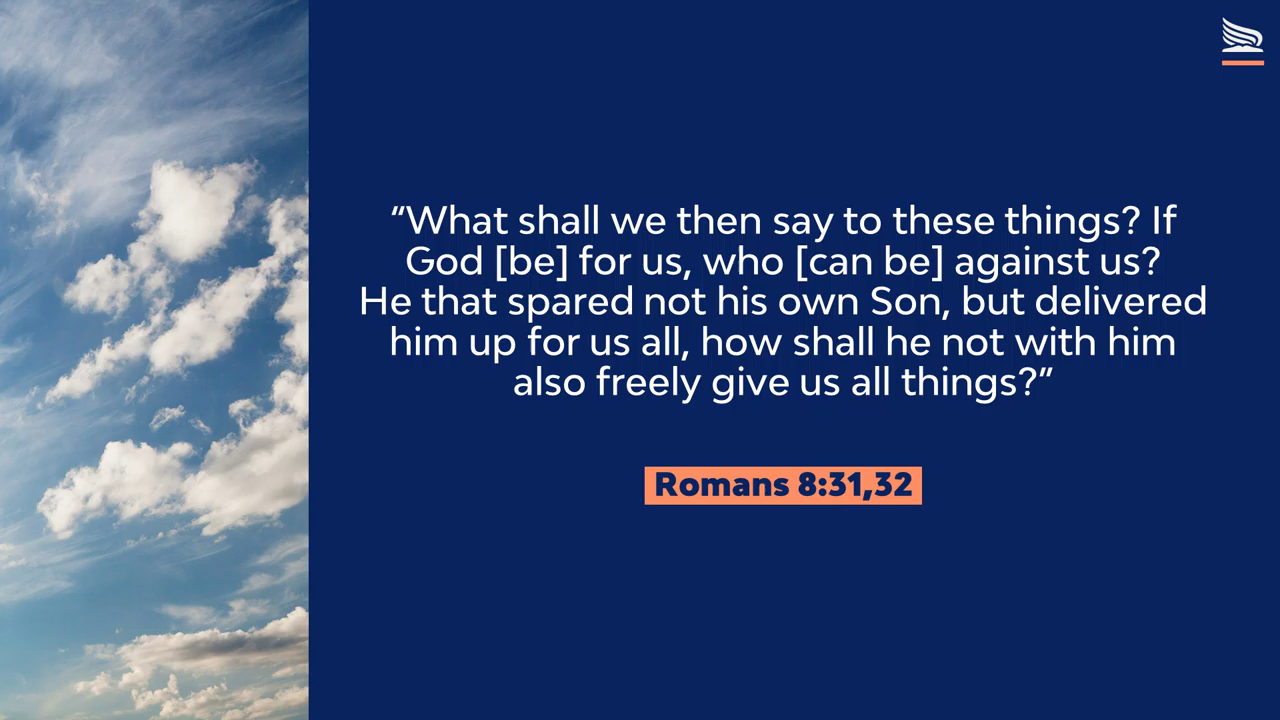 “What shall we then say to these things? If
God [be] for us, who [can be] against us?
He that spared not his own Son, but delivered
him up for us all, how shall he not with him
also freely give us all things?”
Romans 8:31,32